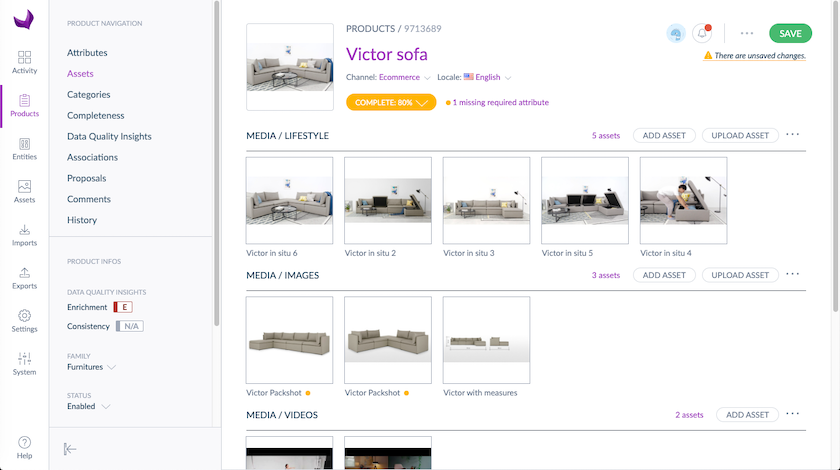 Activity
Products
Entities
Assets
Imports
Exports
Settings
System
Help
PRODUCT NAVIGATION
Attributes
Assets
Categories
Completeness
Data Quality Insights
Associations
Proposals
Comments
History
PRODUCT INFOS
DATA QUALITY INSIGHTS
Enrichment E
Consistency N/A
FAMILY
Furnitures
STATUS
Enabled
PRODUCTS / 9713689
Victor sofa
Channel: Ecommerce Locale: English
COMPLETE: 80% 1 missing required attribute
SAVE
There are unsaved changes.
MEDIA / LIFESTYLE 5 assets ADD ASSET UPLOAD ASSET
Victor in situ 6 Victor in situ 2 Victor in situ 3 Victor in situ 5 Victor in situ 4
MEDIA / IMAGES 3 assets ADD ASSET UPLOAD ASSET
Victor Packshot Victor Packshot Victor with measures
MEDIA / VIDEOS 2 assets ADD ASSET